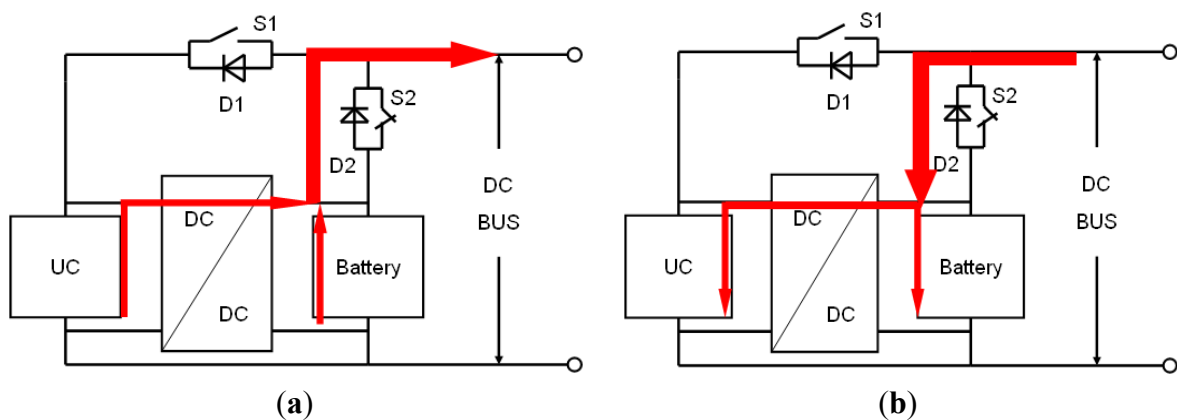 S1
D1
S2
D2
DC
DC
BUS
UC
Battery
DC
(a)
S1
D1
S2
D2
DC
DC
BUS
UC
Battery
DC
(b)